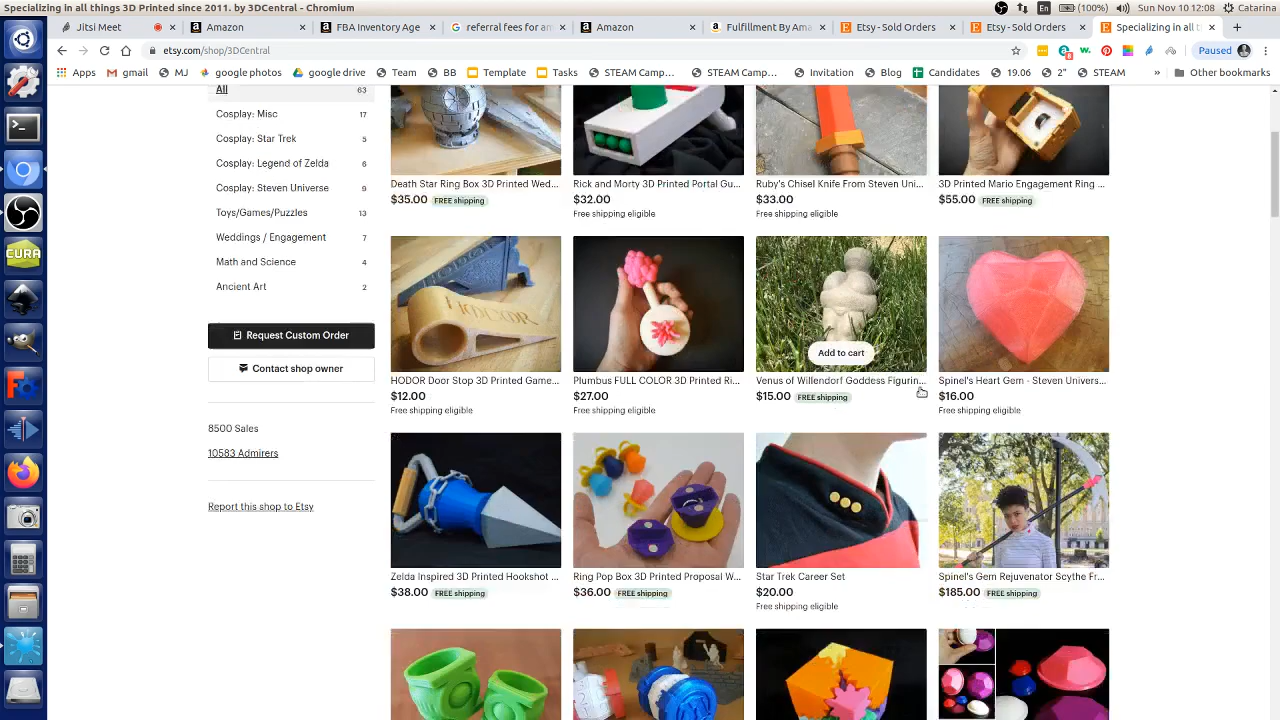 Specializing in all things 3D Printed since 2011. by 3DCentral - Chromium
En (100%) Sun Nov 10 12:08 Catarina
Jitsi Meet
Amazon
FBA Inventory Age
referral fees for am
Amazon
Fulfillment By Ama
Etsy - Sold Orders
Etsy - Sold Orders
Specializing in all th
etsy.com/shop/3DCentral
Paused
Apps gmail MJ google photos google drive Team BB Template Tasks STEAM Camp... STEAM Camp... Invitation Blog Candidates 19.06 2" STEAM » Other bookmarks
All 63
Cosplay: Misc 17
Cosplay: Star Trek 5
Cosplay: Legend of Zelda 6
Cosplay: Steven Universe 9
Toys/Games/Puzzles 13
Weddings / Engagement 7
Math and Science 4
Ancient Art 2
Request Custom Order
Contact shop owner
8500 Sales
10583 Admirers
Report this shop to Etsy
Death Star Ring Box 3D Printed Wed...
$35.00 FREE shipping
Rick and Morty 3D Printed Portal Gu...
$32.00
Free shipping eligible
Ruby's Chisel Knife From Steven Uni...
$33.00
Free shipping eligible
3D Printed Mario Engagement Ring ...
$55.00 FREE shipping
HODOR
HODOR Door Stop 3D Printed Game...
$12.00
Free shipping eligible
Plumbus FULL COLOR 3D Printed Ri...
$27.00
Free shipping eligible
Add to cart
Venus of Willendorf Goddess Figurin...
$15.00 FREE shipping
Spinel's Heart Gem - Steven Univers...
$16.00
Free shipping eligible
Zelda Inspired 3D Printed Hookshot ...
$38.00 FREE shipping
Ring Pop Box 3D Printed Proposal W...
$36.00 FREE shipping
Star Trek Career Set
$20.00
Free shipping eligible
Spinel's Gem Rejuvenator Scythe Fr...
$185.00 FREE shipping
CURA